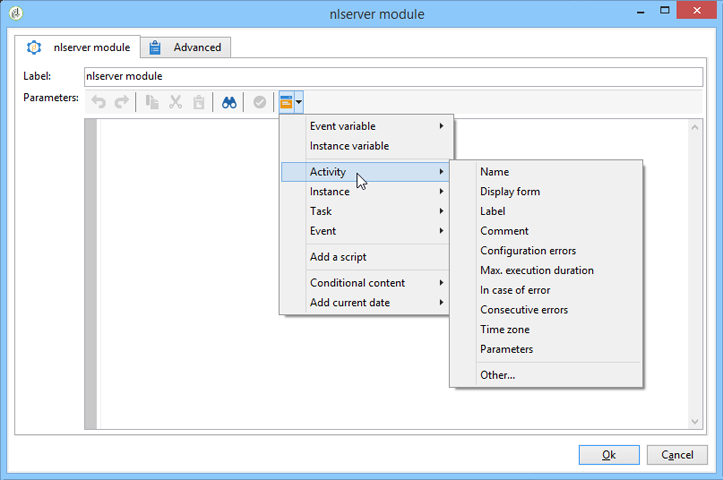 nlserver module
nlserver module
Advanced
Label:
nlserver module
Parameters:
Event variable
Instance variable
Activity
Instance
Task
Event
Add a script
Conditional content
Add current date
Name
Display form
Label
Comment
Configuration errors
Max. execution duration
In case of error
Consecutive errors
Time zone
Parameters
Other...
Ok
Cancel